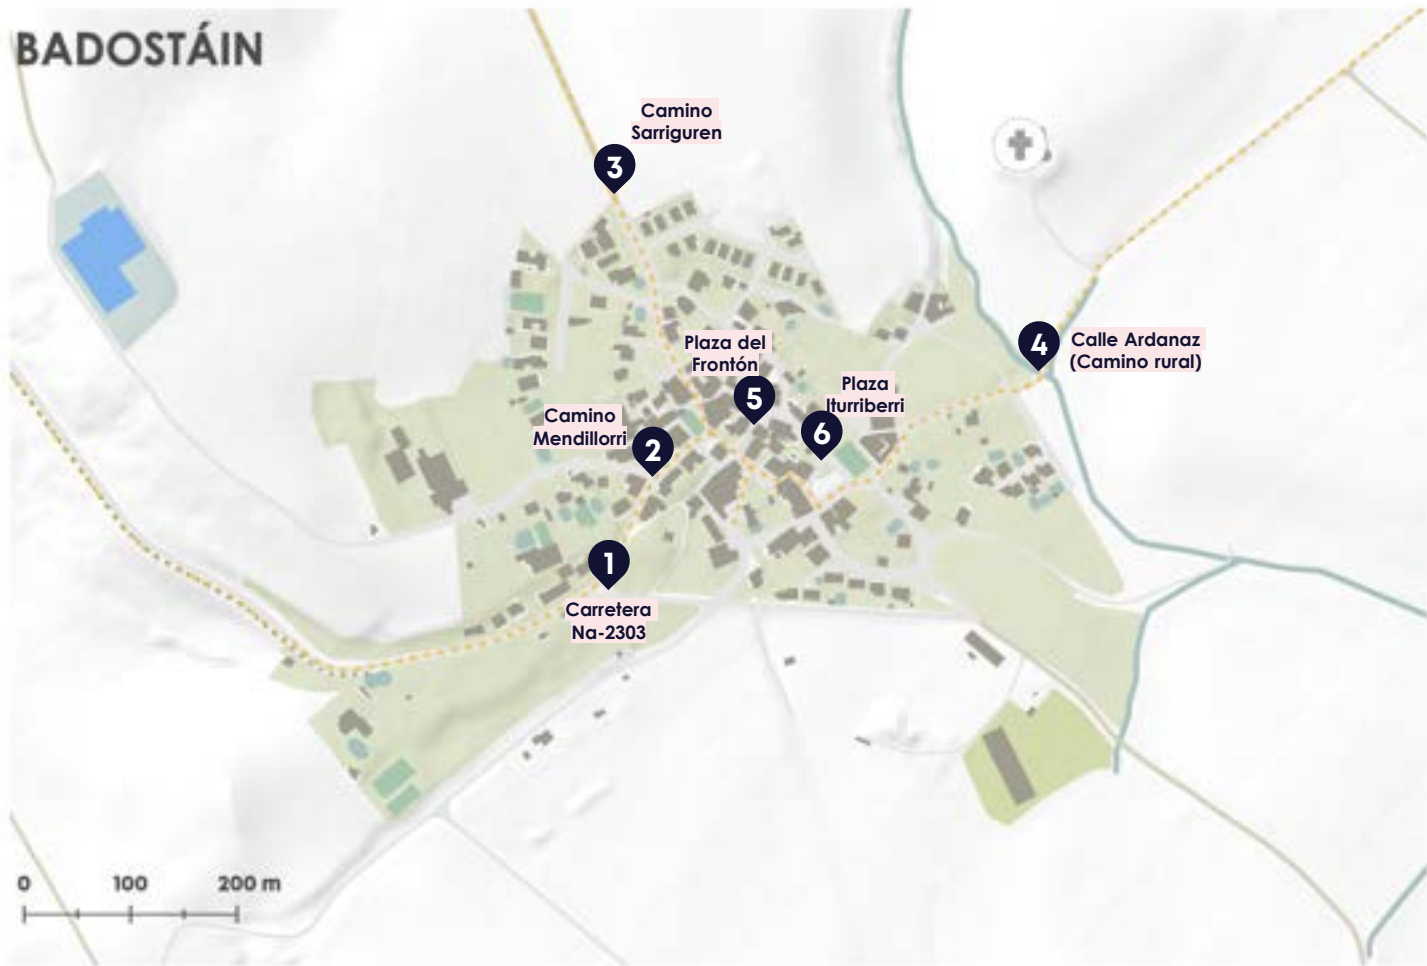 BADOSTÁIN
Camino
Sarriguren
3
Plaza del
Frontón
4
Calle Ardanaz
(Camino rural)
5
Plaza
Iturriberri
Camino
Mendillorri
2
6
1
Carretera
Na-2303
0 100 200 m